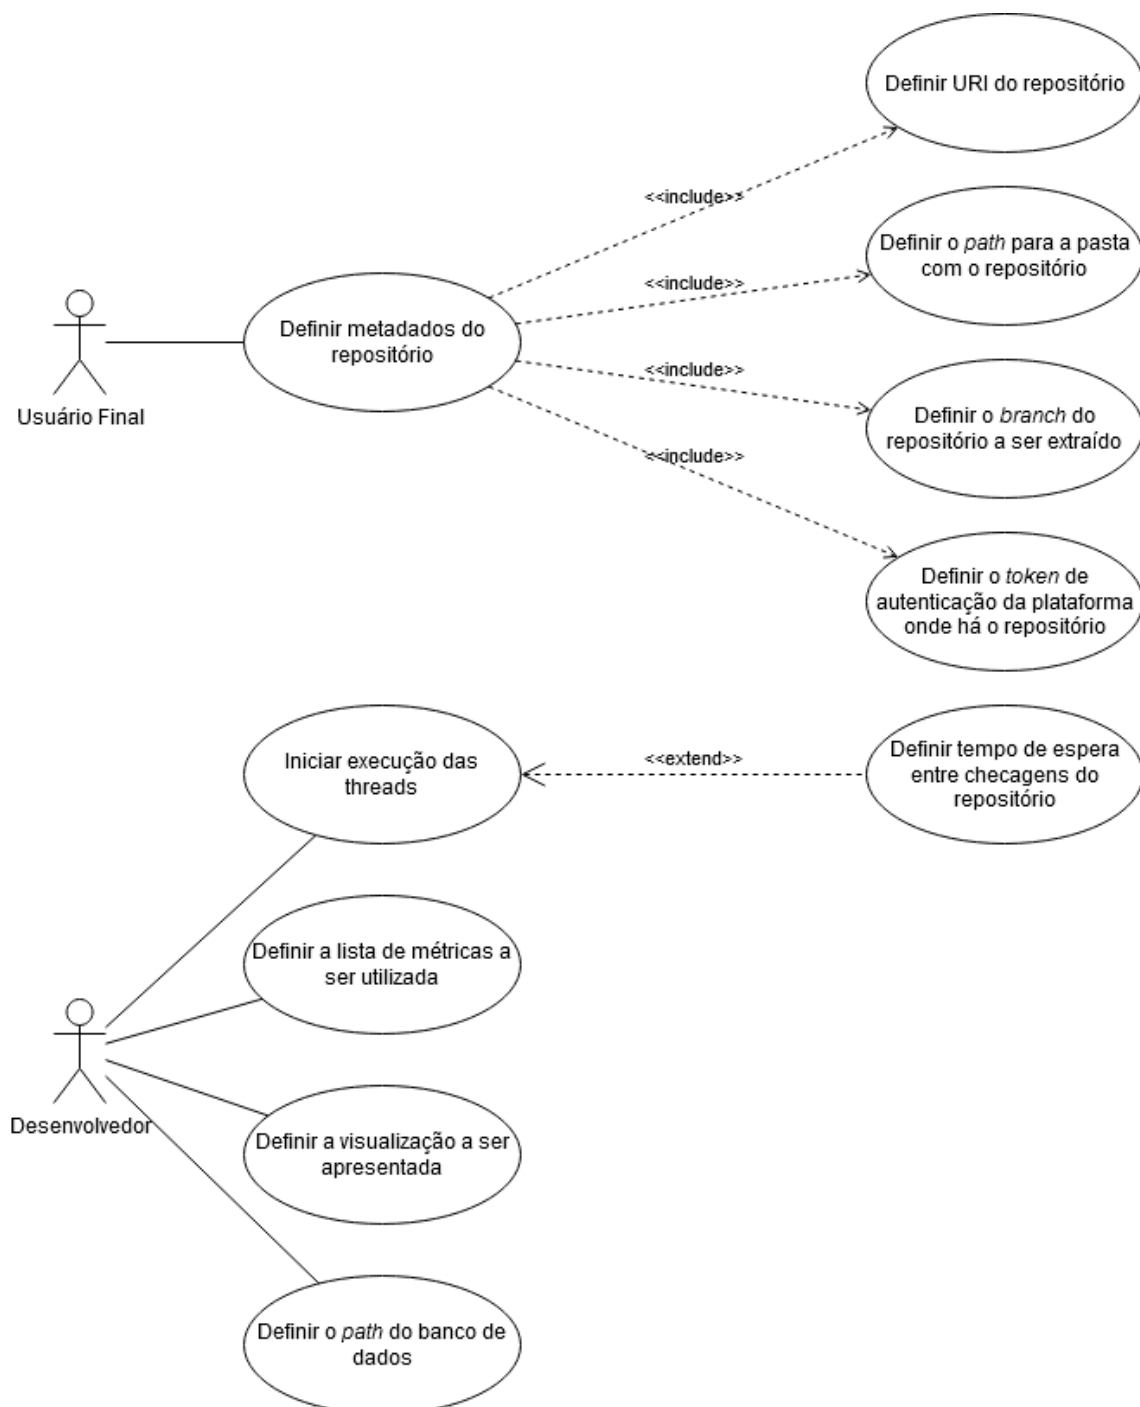 Definir URI do repositório
<<include>>
Definir o path para a pasta
com o repositório
<<include>>
Definir metadados do
repositório
Usuário Final
<<include>>
Definir o branch do
repositório a ser extraído
<<include>>
Definir o token de
autenticação da plataforma
onde há o repositório
Iniciar execução das
threads
<<extend>>
Definir tempo de espera
entre checagens do
repositório
Definir a lista de métricas a
ser utilizada
Desenvolvedor
Definir a visualização a ser
apresentada
Definir o path do banco de
dados